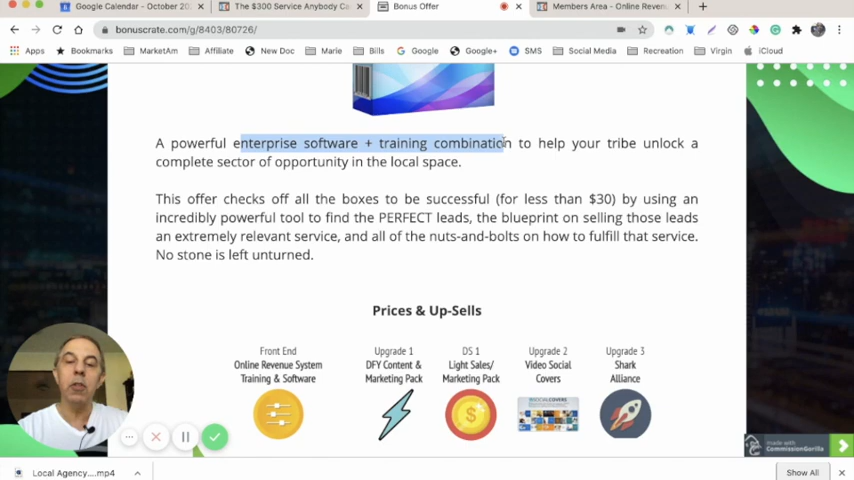 Google Calendar - October 202
The $300 Service Anybody Ca
Bonus Offer
Members Area - Online Reven
bonuscrate.com/g/8403/80726/
Apps
Bookmarks
MarketAm
Affiliate
New Doc
Marie
Bills
Google
Google+
SMS
Social Media
Recreation
Virgin
iCloud
A powerful enterprise software + training combination to help your tribe unlock a
complete sector of opportunity in the local space.
This offer checks off all the boxes to be successful (for less than $30) by using an
incredibly powerful tool to find the PERFECT leads, the blueprint on selling those leads
an extremely relevant service, and all of the nuts-and-bolts on how to fulfill that service.
No stone is left unturned.
Prices & Up-Sells
Front End
Online Revenue System
Training & Software
Upgrade 1
DFY Content &
Marketing Pack
DS 1
Light Sales/
Marketing Pack
Upgrade 2
Video Social
Covers
Upgrade 3
Shark
Alliance
made with
CommissionGorilla
Local Agency....mp4
Show All